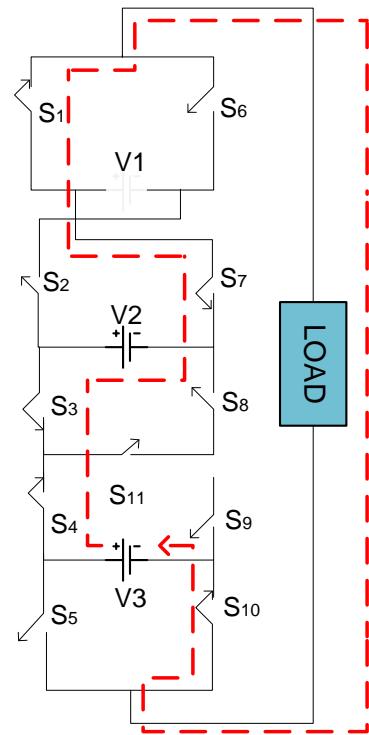 S1
S6
V1
+ -
S2
S7
V2
+ -
S3
S8
S11
S4
S9
+ -
V3
S5
S10
LOAD